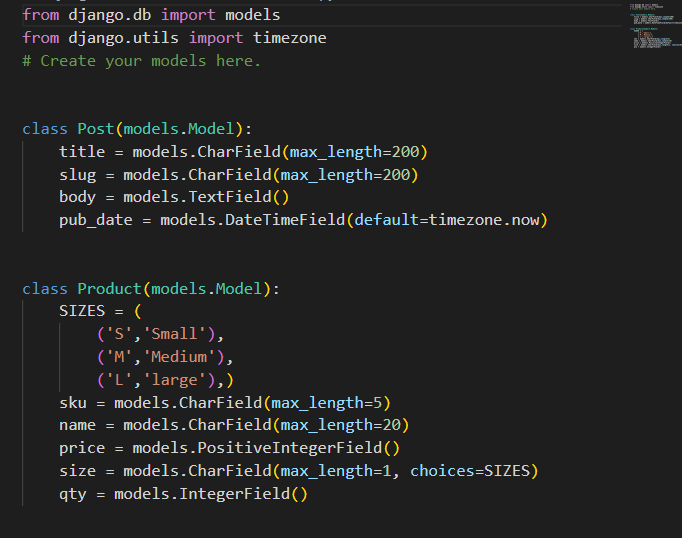 from django.db import models
from django.utils import timezone
# Create your models here.
class Post(models.Model):
    title = models.CharField(max_length=200)
    slug = models.CharField(max_length=200)
    body = models.TextField()
    pub_date = models.DateTimeField(default=timezone.now)
class Product(models.Model):
    SIZES = (
        ('S','Small'),
        ('M','Medium'),
        ('L','large'),)
    sku = models.CharField(max_length=5)
    name = models.CharField(max_length=20)
    price = models.PositiveIntegerField()
    size = models.CharField(max_length=1, choices=SIZES)
    qty = models.IntegerField()